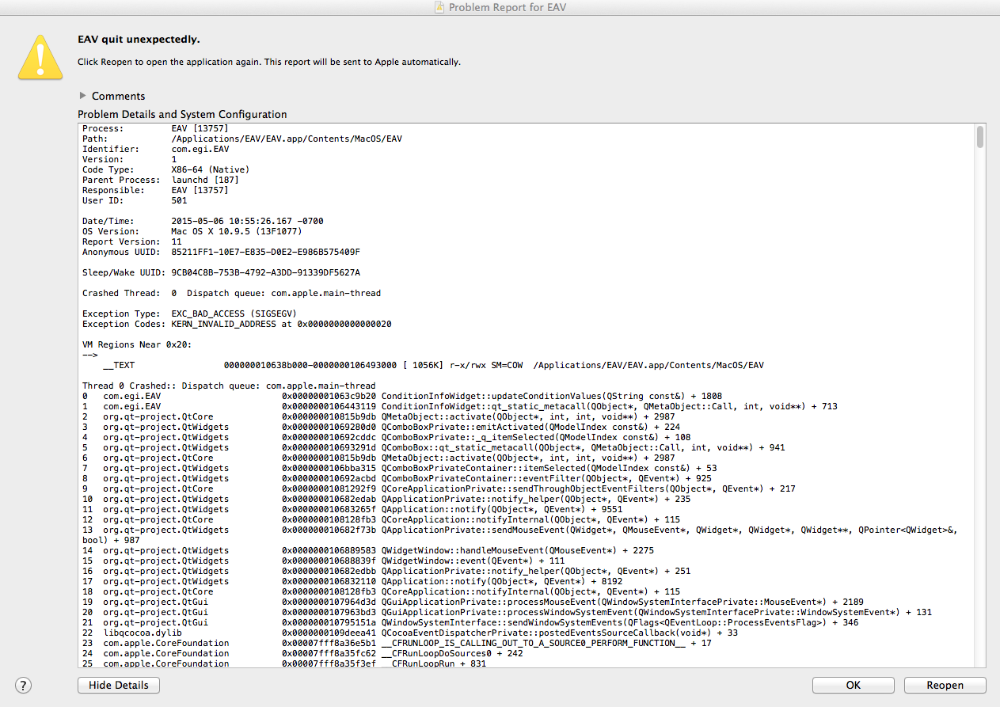 Problem Report for EAV
EAV quit unexpectedly.
Click Reopen to open the application again. This report will be sent to Apple automatically.
Comments
Problem Details and System Configuration
Process: EAV [13757]
Path: /Applications/EAV/EAV.app/Contents/MacOS/EAV
Identifier: com.egi.EAV
Version: 1
Code Type: X86-64 (Native)
Parent Process: launchd [187]
Responsible: EAV [13757]
User ID: 501
Date/Time: 2015-05-06 10:55:26.167 -0700
OS Version: Mac OS X 10.9.5 (13F1077)
Report Version: 11
Anonymous UUID: 85211FF1-10E7-E835-D0E2-E986B575409F
Sleep/Wake UUID: 9CB04C8B-753B-4792-A3DD-91339DF5627A
Crashed Thread: 0 Dispatch queue: com.apple.main-thread
Exception Type: EXC_BAD_ACCESS (SIGSEGV)
Exception Codes: KERN_INVALID_ADDRESS at 0x0000000000000020
VM Regions Near 0x20:
-->
__TEXT 000000010638b000-0000000106493000 [ 1056K] r-x/rwx SM=COW /Applications/EAV/EAV.app/Contents/MacOS/EAV
Thread 0 Crashed:: Dispatch queue: com.apple.main-thread
0 com.egi.EAV 0x00000001063c9b20 ConditionInfoWidget::updateConditionValues(QString const&) + 1808
1 com.egi.EAV 0x0000000106443119 ConditionInfoWidget::qt_static_metacall(QObject*, QMetaObject::Call, int, void**) + 713
2 org.qt-project.QtCore 0x000000010815b9db QMetaObject::activate(QObject*, int, int, void**) + 2987
3 org.qt-project.QtWidgets 0x00000001069280d0 QComboBoxPrivate::emitActivated(QModelIndex const&) + 224
4 org.qt-project.QtWidgets 0x000000010692cddc QComboBoxPrivate::_q_itemSelected(QModelIndex const&) + 108
5 org.qt-project.QtWidgets 0x000000010693291d QComboBox::qt_static_metacall(QObject*, QMetaObject::Call, int, void**) + 941
6 org.qt-project.QtCore 0x000000010815b9db QMetaObject::activate(QObject*, int, int, void**) + 2987
7 org.qt-project.QtWidgets 0x0000000106bba315 QComboBoxPrivateContainer::itemSelected(QModelIndex const&) + 53
8 org.qt-project.QtWidgets 0x000000010692acbd QComboBoxPrivateContainer::eventFilter(QObject*, QEvent*) + 925
9 org.qt-project.QtCore 0x00000001081292f9 QCoreApplicationPrivate::sendThroughObjectEventFilters(QObject*, QEvent*) + 217
10 org.qt-project.QtWidgets 0x000000010682edab QApplicationPrivate::notify_helper(QObject*, QEvent*) + 235
11 org.qt-project.QtWidgets 0x000000010683265f QApplication::notify(QObject*, QEvent*) + 9551
12 org.qt-project.QtCore 0x0000000108128fb3 QCoreApplication::notifyInternal(QObject*, QEvent*) + 115
13 org.qt-project.QtWidgets 0x000000010682f73b QApplicationPrivate::sendMouseEvent(QWidget*, QMouseEvent*, QWidget*, QWidget*, QWidget**, QPointer<QWidget>&,
bool) + 987
14 org.qt-project.QtWidgets 0x0000000106889583 QWidgetWindow::handleMouseEvent(QMouseEvent*) + 2275
15 org.qt-project.QtWidgets 0x000000010688839f QWidgetWindow::event(QEvent*) + 111
16 org.qt-project.QtWidgets 0x000000010682edbb QApplicationPrivate::notify_helper(QObject*, QEvent*) + 251
17 org.qt-project.QtWidgets 0x0000000106832110 QApplication::notify(QObject*, QEvent*) + 8192
18 org.qt-project.QtCore 0x0000000108128fb3 QCoreApplication::notifyInternal(QObject*, QEvent*) + 115
19 org.qt-project.QtGui 0x0000000107964d3d QGuiApplicationPrivate::processMouseEvent(QWindowSystemInterfacePrivate::MouseEvent*) + 2189
20 org.qt-project.QtGui 0x0000000107963bd3 QGuiApplicationPrivate::processWindowSystemEvent(QWindowSystemInterfacePrivate::WindowSystemEvent*) + 131
21 org.qt-project.QtGui 0x000000010795151a QWindowSystemInterface::sendWindowSystemEvents(QFlags<QEventLoop::ProcessEventsFlag>) + 346
22 libqcocoa.dylib 0x0000000109deea41 QCocoaEventDispatcherPrivate::postedEventsSourceCallback(void*) + 33
23 com.apple.CoreFoundation 0x00007fff8a36e5b1 __CFRUNLOOP_IS_CALLING_OUT_TO_A_SOURCE0_PERFORM_FUNCTION__ + 17
24 com.apple.CoreFoundation 0x00007fff8a35fc62 __CFRunLoopDoSources0 + 242
25 com.apple.CoreFoundation 0x00007fff8a35f3ef __CFRunLoopRun + 831
?
Hide Details
OK
Reopen